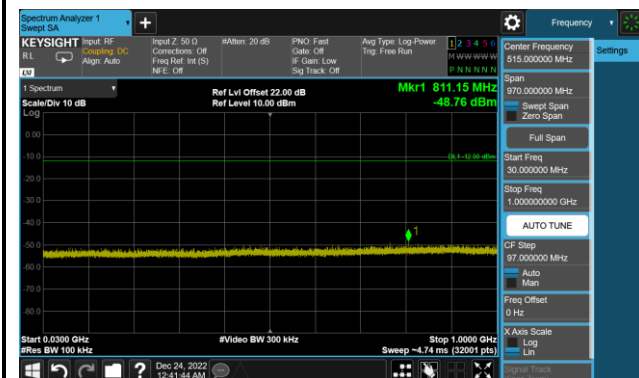 Spectrum Analyzer 1
Swept SA
Frequency
KEYSIGHT
RL
LXI
Input: RF
Coupling: DC
Align: Auto
Input Z: 50 Ω
Corrections: Off
Freq Ref: Int (S)
NFE: Off
#Atten: 20 dB
PNO: Fast
Gate: Off
IF Gain: Low
Sig Track: Off
Avg Type: Log-Power
Trig: Free Run
1 2 3 4 5 6
M W W W W W
P N N N N N
Center Frequency
515.000000 MHz
Settings
1 Spectrum
Scale/Div 10 dB
Log
Ref Lvl Offset 22.00 dB
Ref Level 10.00 dBm
Mkr1 811.15 MHz
-48.76 dBm
Span
970.000000 MHz
Swept Span
Zero Span
Full Span
Start Freq
30.000000 MHz
Stop Freq
1.000000000 GHz
AUTO TUNE
CF Step
97.000000 MHz
Auto
Man
Freq Offset
0 Hz
X Axis Scale
Log
Lin
Signal Track
0.00
-10.0
DL1 -12.00 dBm
-20.0
-30.0
-40.0
1
-50.0
-60.0
-70.0
-80.0
Start 0.0300 GHz
#Res BW 100 kHz
#Video BW 300 kHz
Stop 1.0000 GHz
Sweep ~4.74 ms (32001 pts)
?
Dec 24, 2022
12:41:44 AM